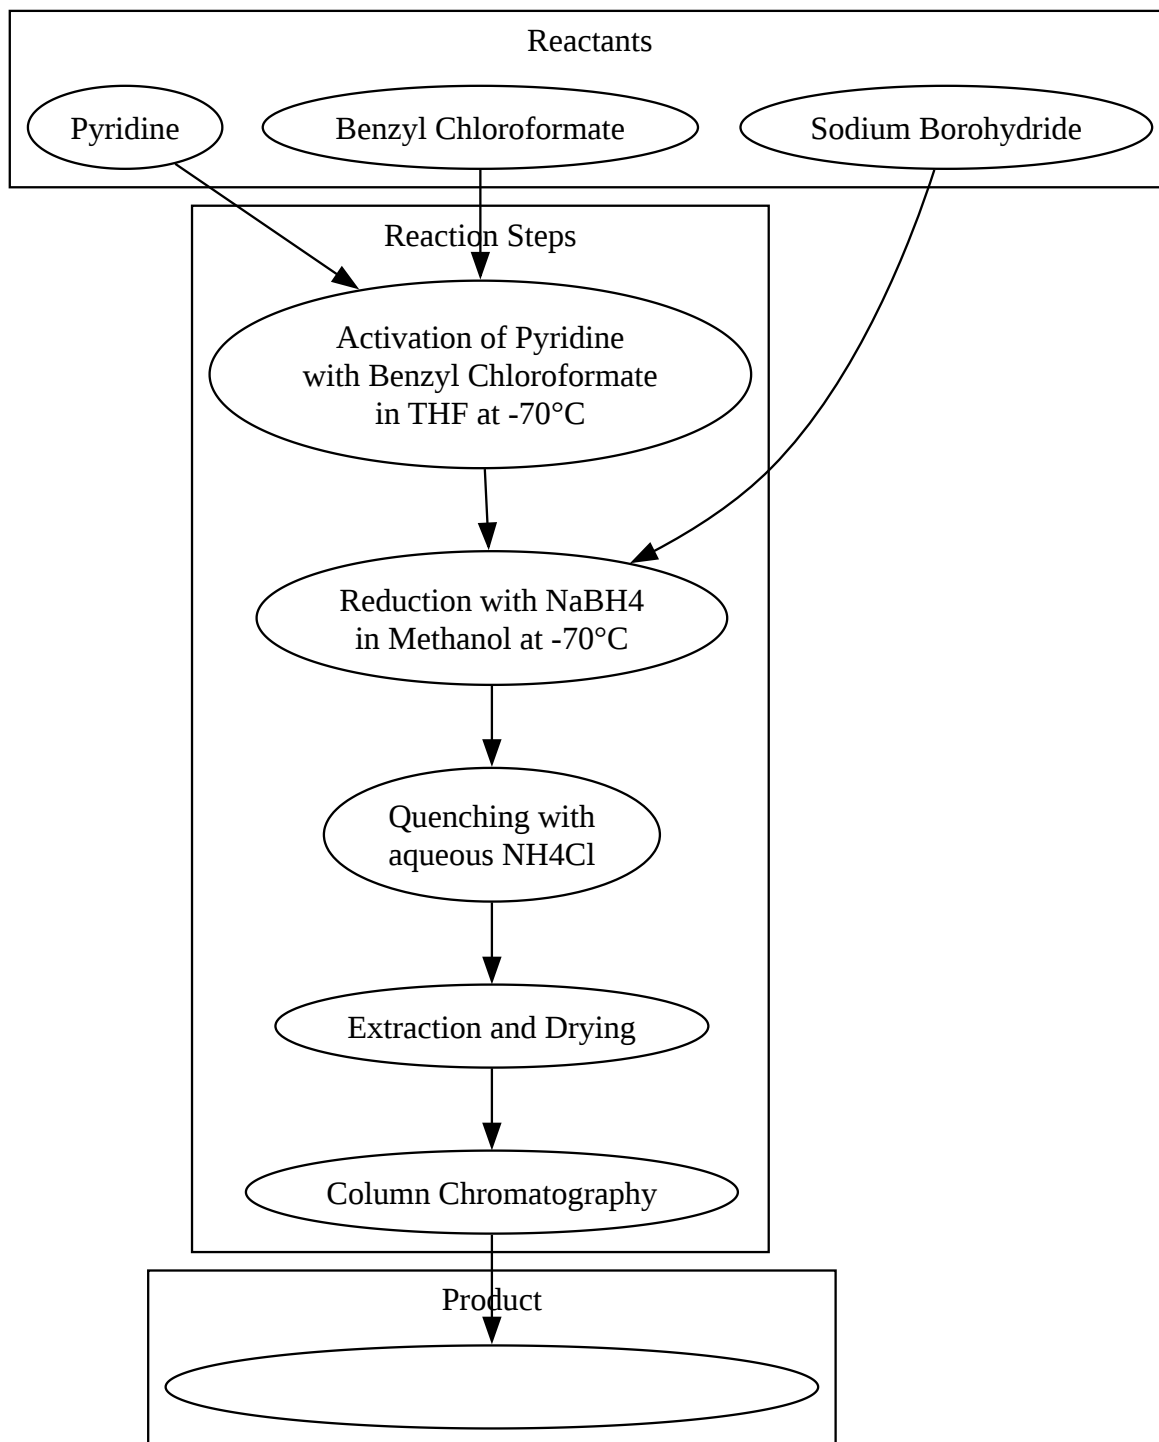 Reactants
Pyridine
Benzyl Chloroformate
Sodium Borohydride
Reaction Steps
Activation of Pyridine
with Benzyl Chloroformate
in THF at -70°C
Reduction with NaBH4
in Methanol at -70°C
Quenching with
aqueous NH4Cl
Extraction and Drying
Column Chromatography
Product